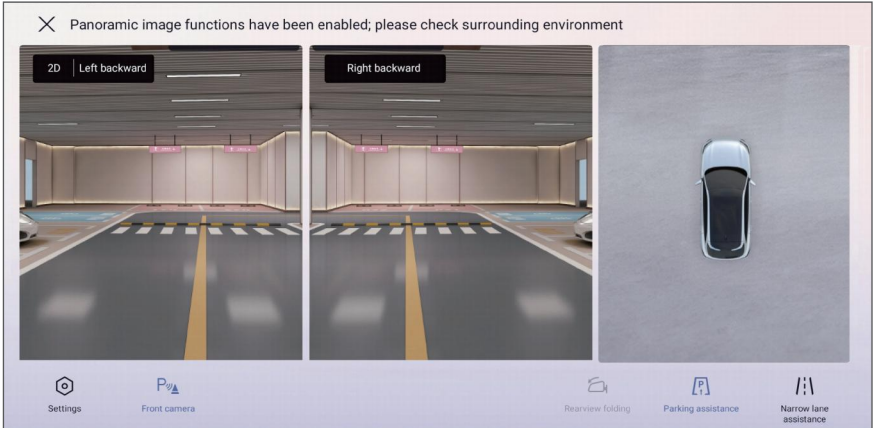 Panoramic image functions have been enabled; please check surrounding environment
2D Left backward
Right backward
Settings
Front camera
Rearview folding
Parking assistance
Narrow lane
assistance